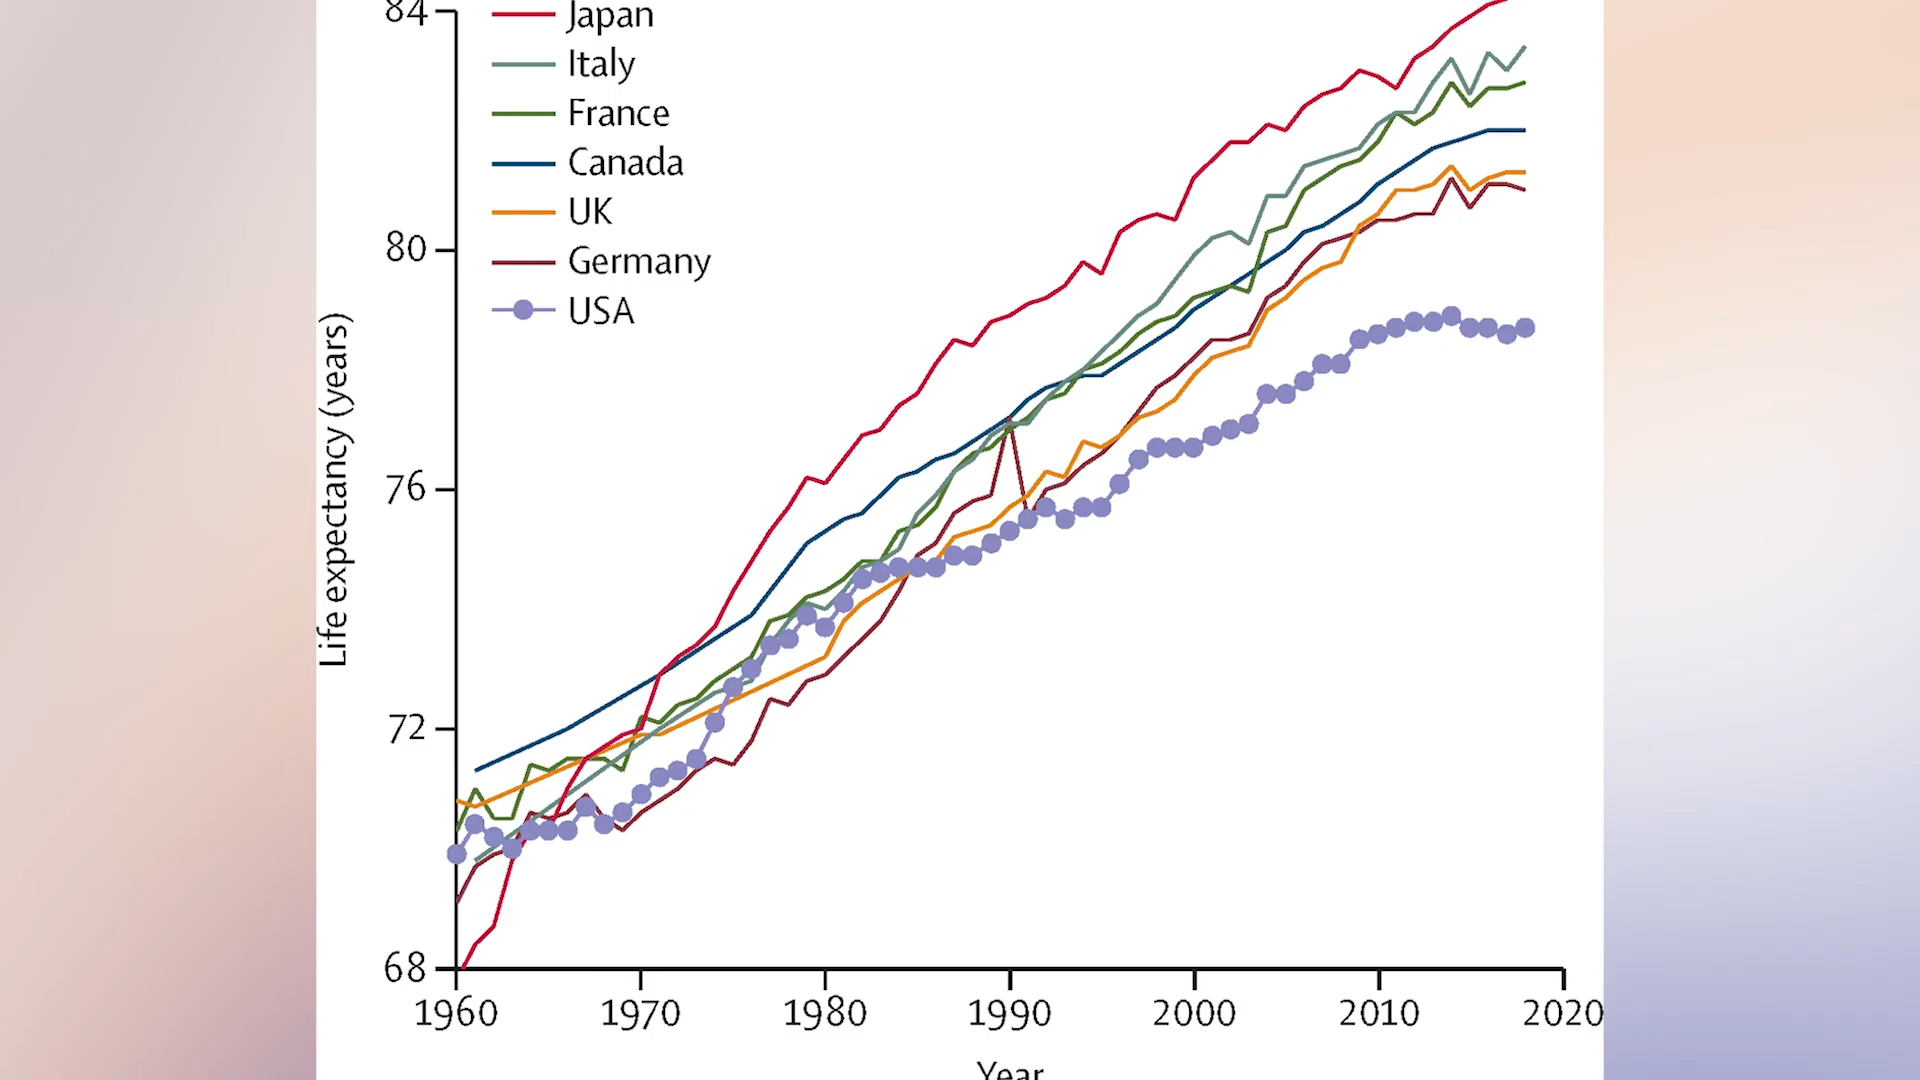 84
Japan
Italy
France
Canada
UK
80
Germany
USA
Life expectancy (years)
76
72
68
1960 1970 1980 1990 2000 2010 2020
Year